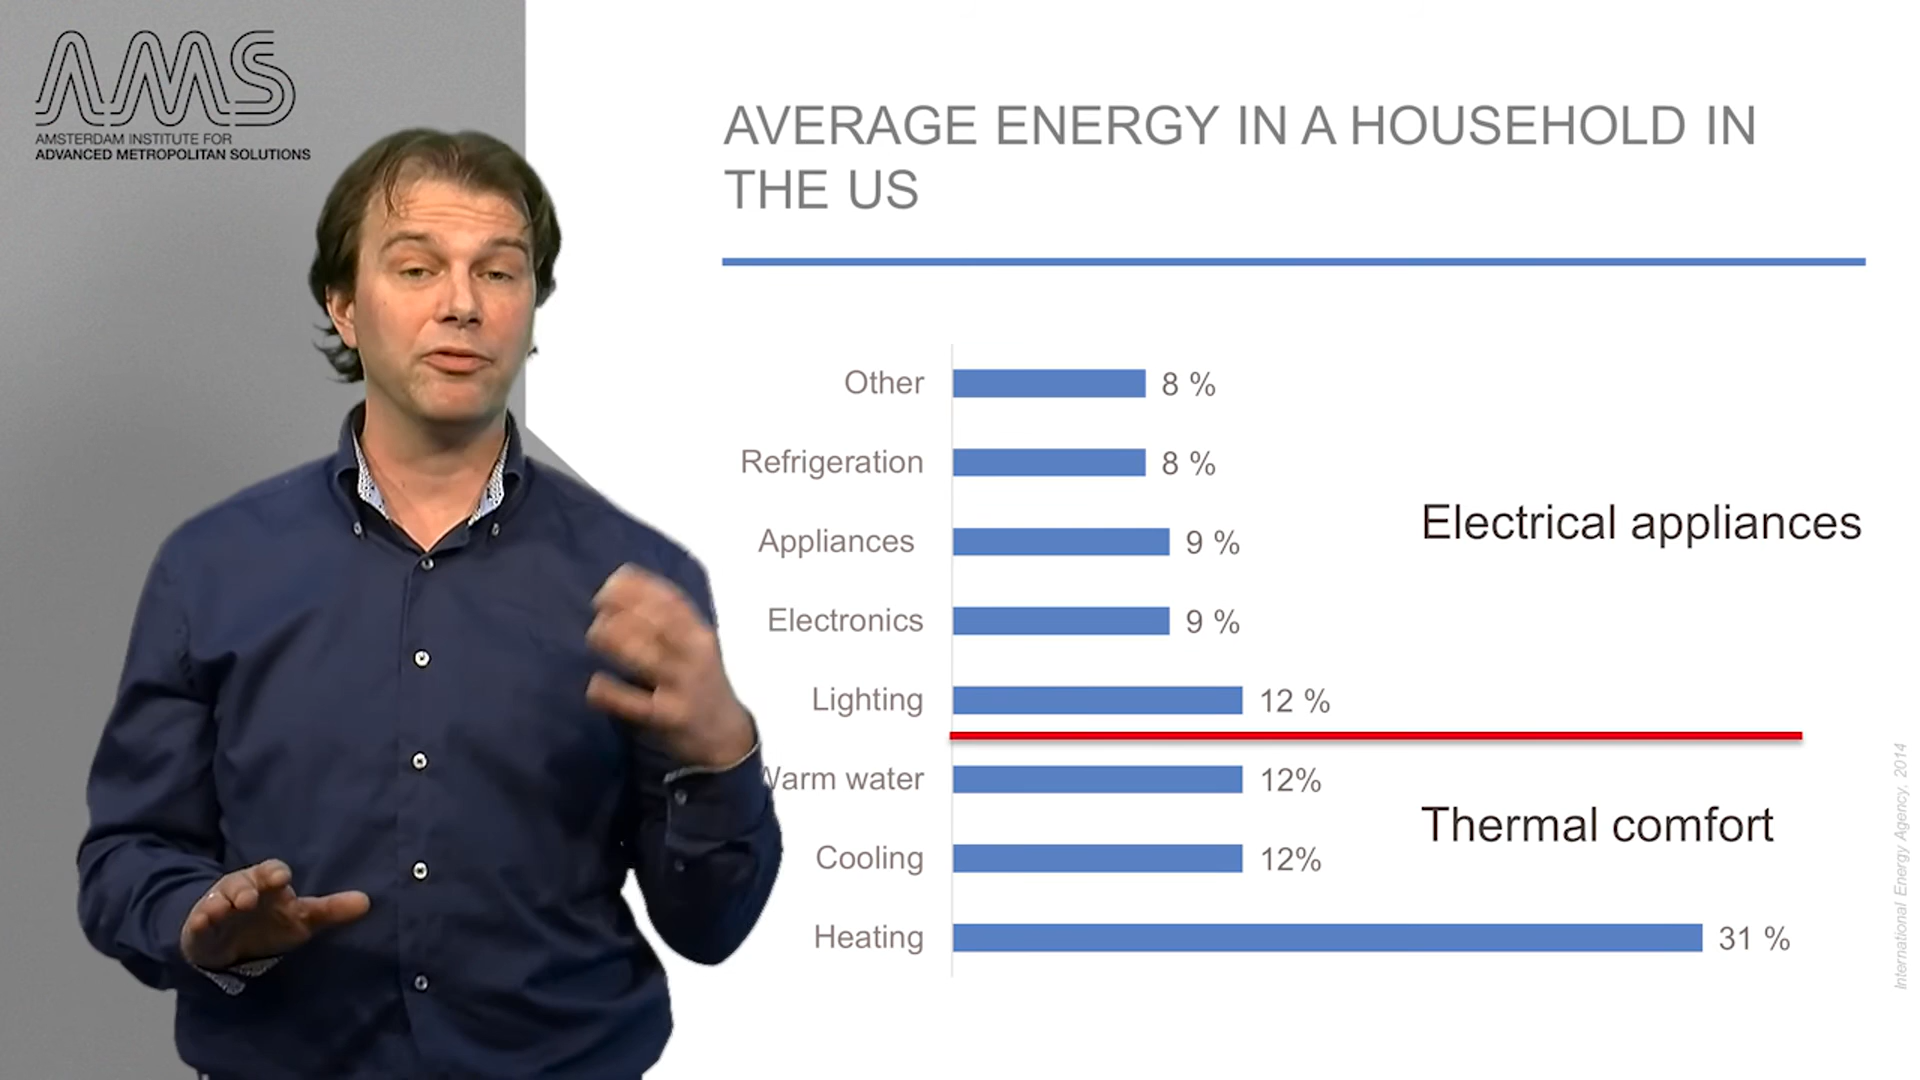 AMS
AMSTERDAM INSTITUTE FOR
ADVANCED METROPOLITAN SOLUTIONS
AVERAGE ENERGY IN A HOUSEHOLD IN
THE US
Other 8 %
Refrigeration 8 %
Appliances 9 %
Electronics 9 %
Lighting 12 %
Warm water 12%
Cooling 12%
Heating 31 %
Electrical appliances
Thermal comfort
International Energy Agency, 2014